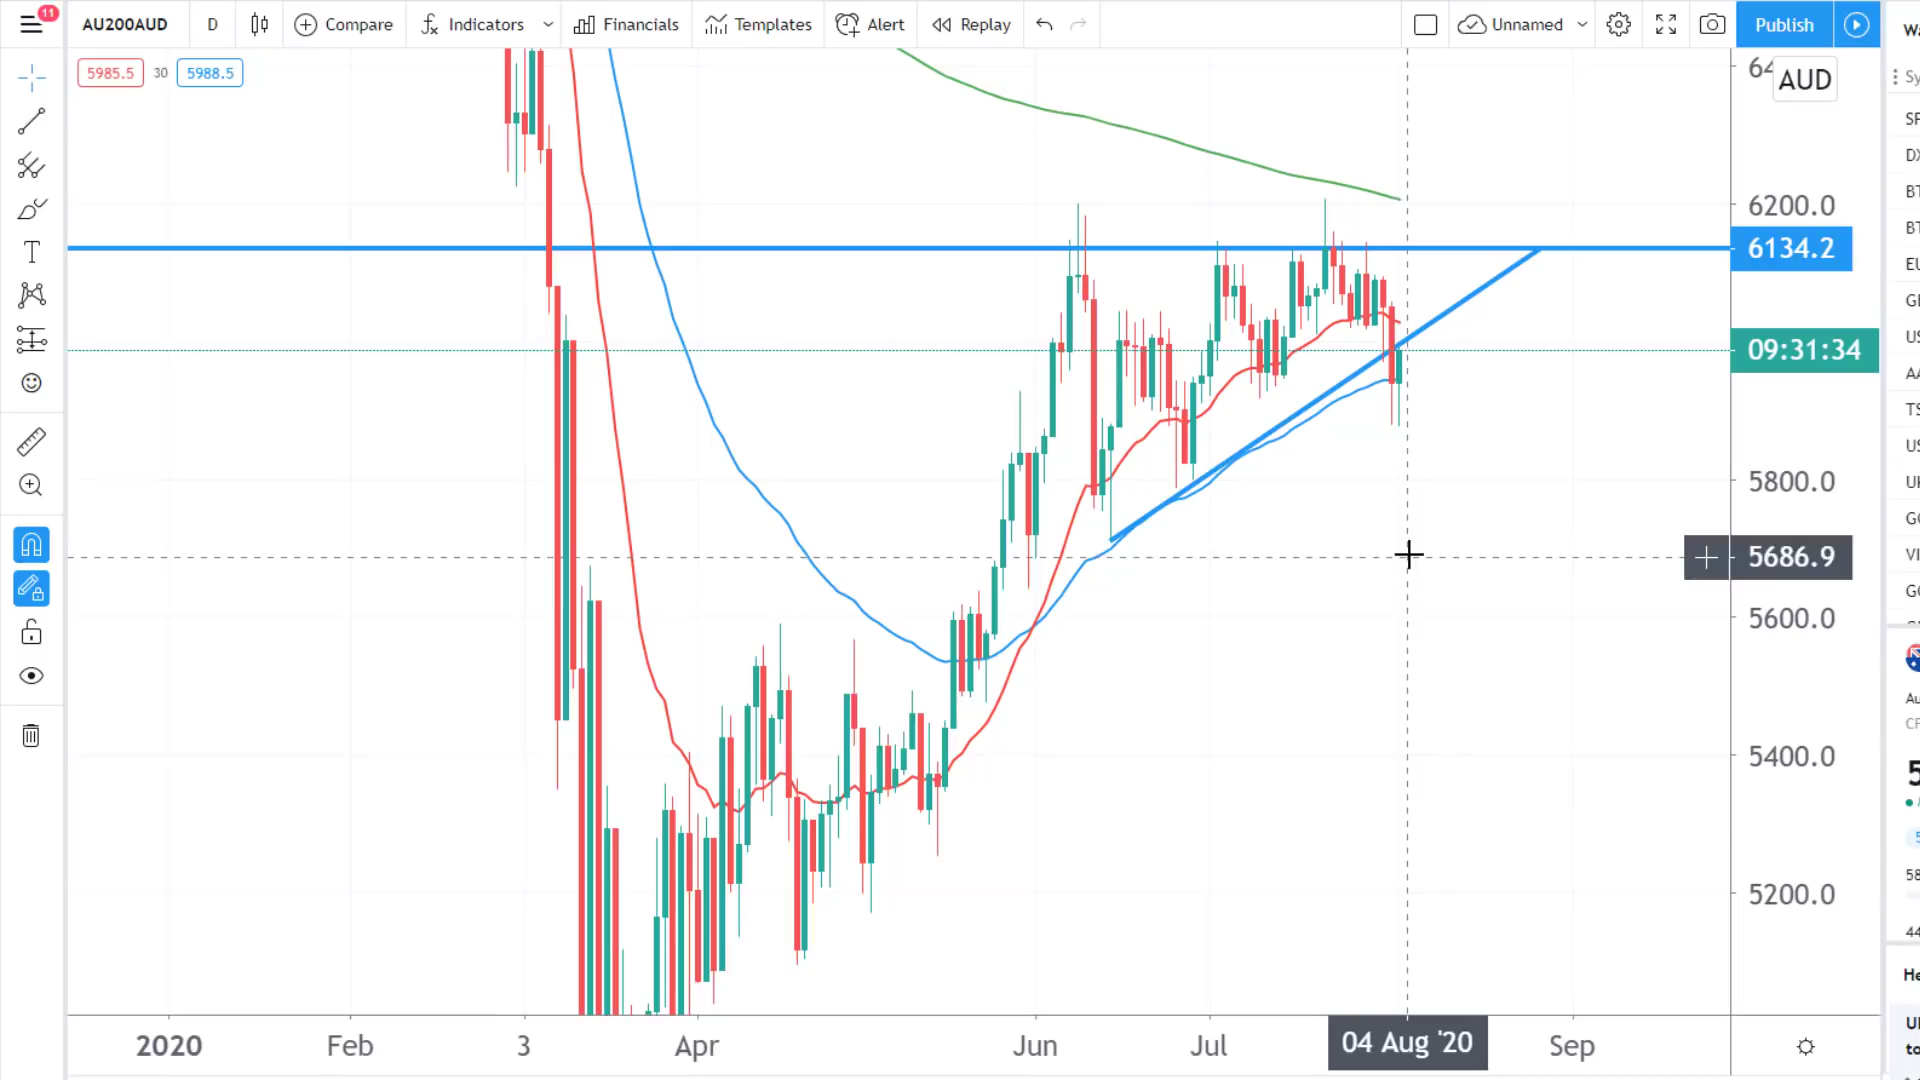 11
AU200AUD D Compare Indicators Financials Templates Alert Replay Unnamed Publish
5985.5 30 5988.5
AUD
6200.0
6134.2
09:31:34
5800.0
5686.9
5600.0
5400.0
5200.0
2020 Feb 3 Apr Jun Jul 04 Aug '20 Sep